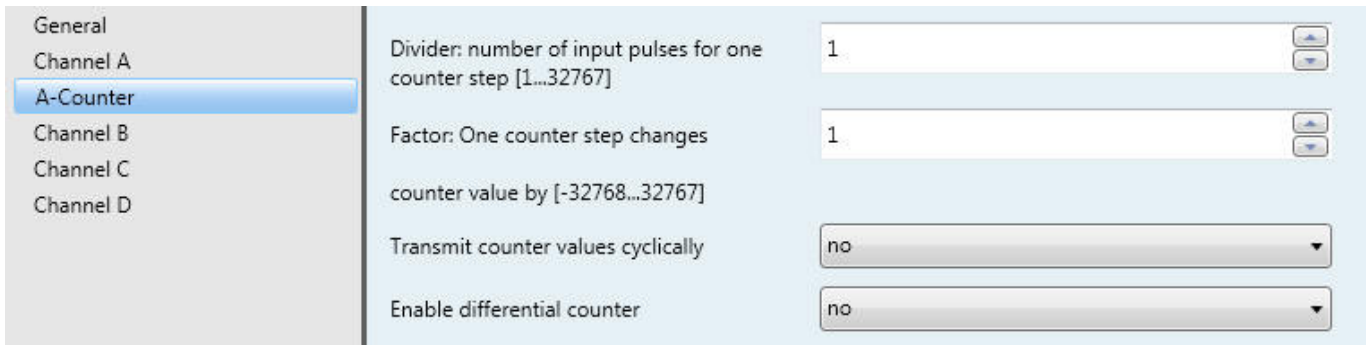 General
Channel A
A-Counter
Channel B
Channel C
Channel D
Divider: number of input pulses for one
counter step [1...32767]
1
Factor: One counter step changes
1
counter value by [-32768...32767]
Transmit counter values cyclically
no
Enable differential counter
no